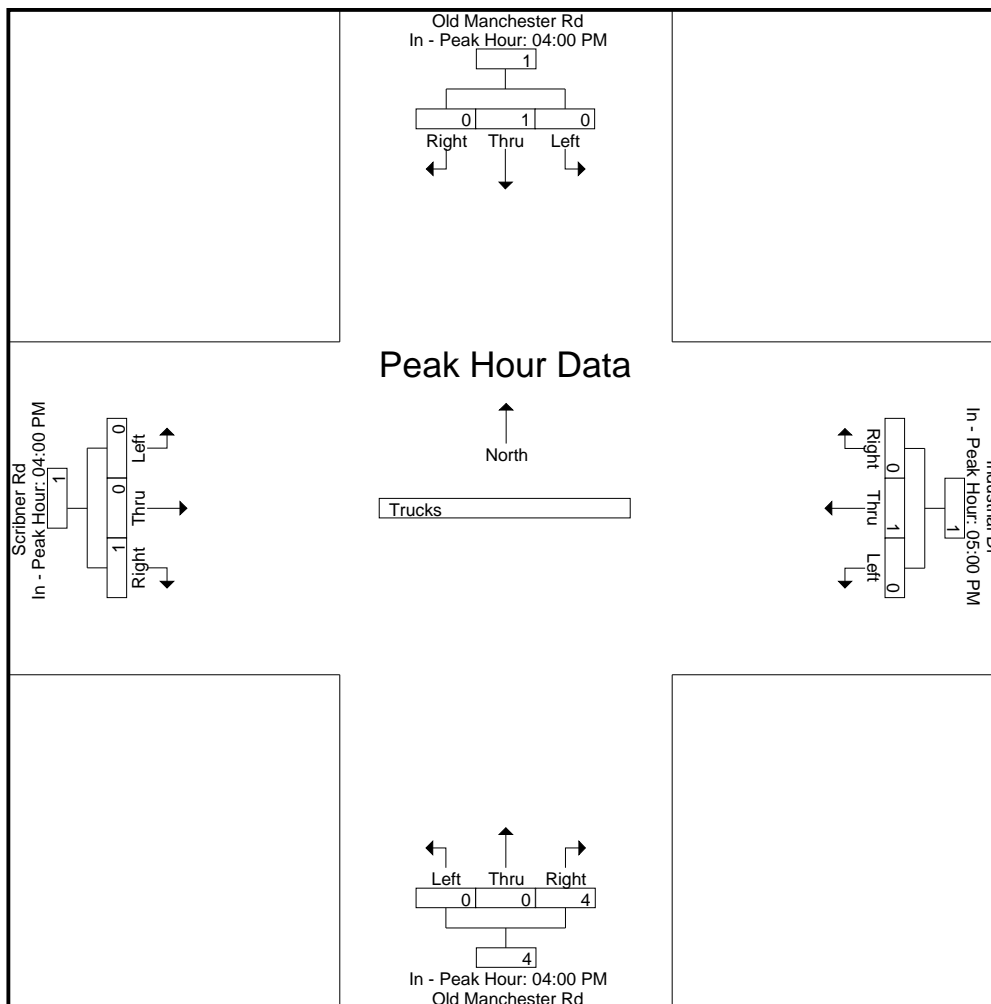 Old Manchester Rd
In - Peak Hour: 04:00 PM
1
0 1 0
Right Thru Left
Peak Hour Data
North
Trucks
Scribner Rd
In - Peak Hour: 04:00 PM
1
0 0 1
Left Thru Right
Right Thru Left
0 1 0
1
In - Peak Hour: 05:00 PM
Industrial Dr
Left Thru Right
0 0 4
4
In - Peak Hour: 04:00 PM
Old Manchester Rd